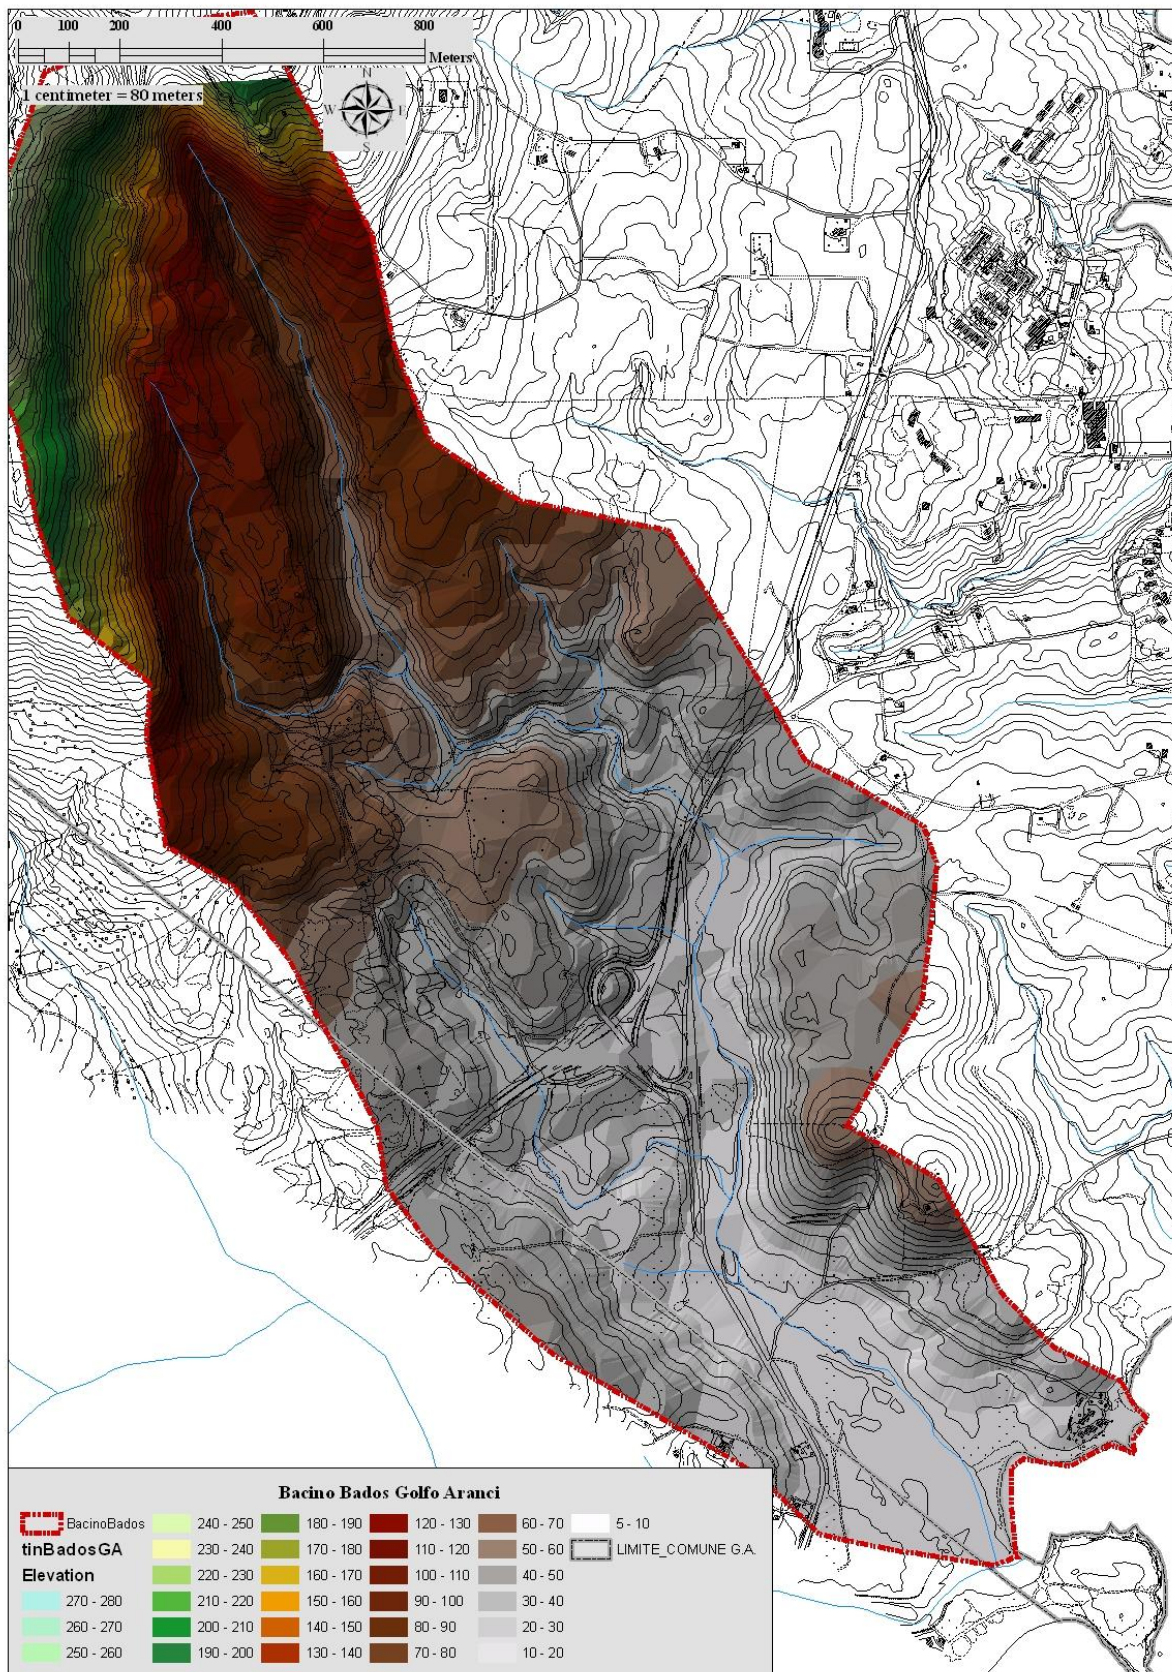 0 100 200 400 600 800
Meters
1 centimeter = 80 meters
N
W E
S
Bacino Bados Golfo Aranci
BacinoBados
tinBadosGA
Elevation
270 - 280
260 - 270
250 - 260
240 - 250
230 - 240
220 - 230
210 - 220
200 - 210
190 - 200
180 - 190
170 - 180
160 - 170
150 - 160
140 - 150
130 - 140
120 - 130
110 - 120
100 - 110
90 - 100
80 - 90
70 - 80
60 - 70
50 - 60
40 - 50
30 - 40
20 - 30
10 - 20
5 - 10
LIMITE_COMUNE G.A.